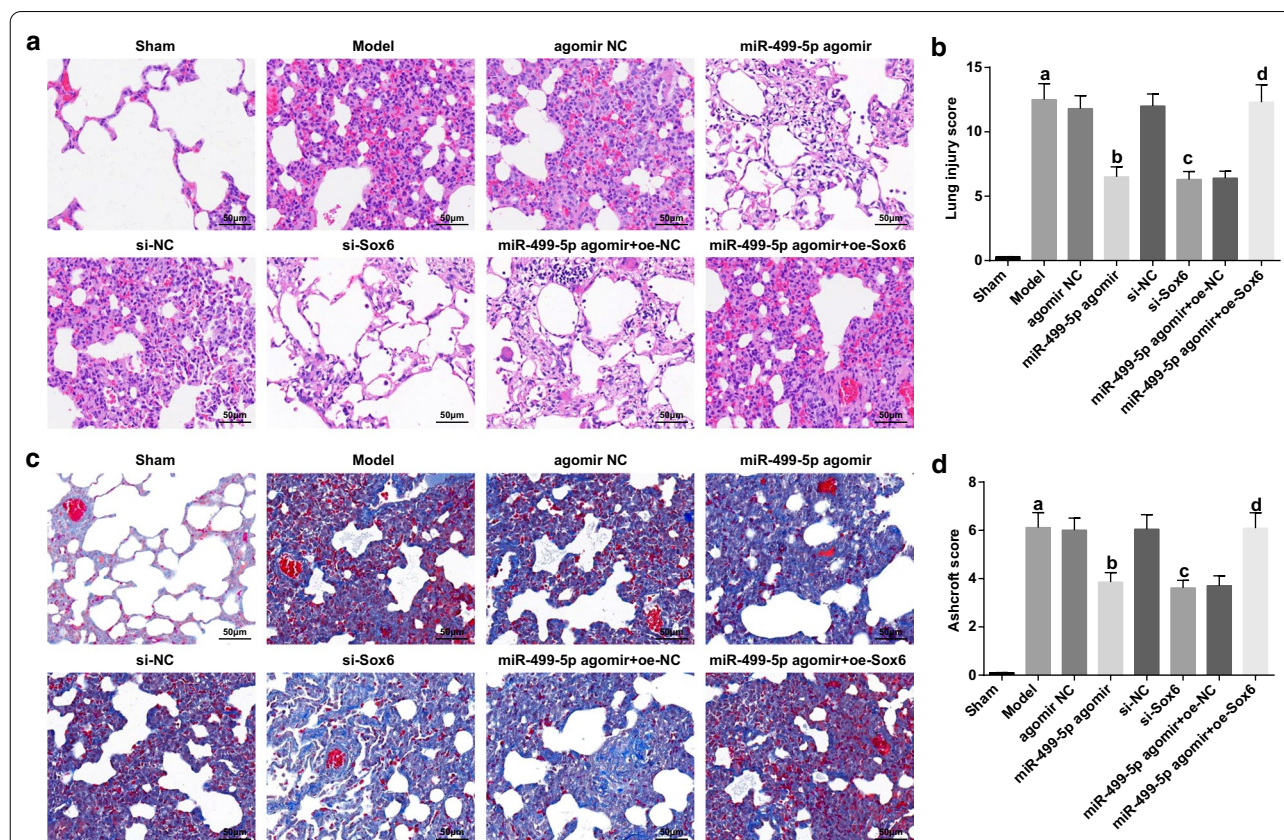 a
Sham Model agomir NC miR-499-5p agomir
50μm 50μm 50μm 50μm
si-NC si-Sox6 miR-499-5p agomir+oe-NC miR-499-5p agomir+oe-Sox6
50μm 50μm 50μm 50μm
b
Lung injury score
15
10
5
0
a
b
c
d
Sham
Model
agomir NC
miR-499-5p agomir
si-NC
si-Sox6
miR-499-5p agomir+oe-NC
miR-499-5p agomir+oe-Sox6
c
Sham Model agomir NC miR-499-5p agomir
50μm 50μm 50μm 50μm
si-NC si-Sox6 miR-499-5p agomir+oe-NC miR-499-5p agomir+oe-Sox6
50μm 50μm 50μm 50μm
d
Ashcroft score
8
6
4
2
0
a
b
c
d
Sham
Model
agomir NC
miR-499-5p agomir
si-NC
si-Sox6
miR-499-5p agomir+oe-NC
miR-499-5p agomir+oe-Sox6